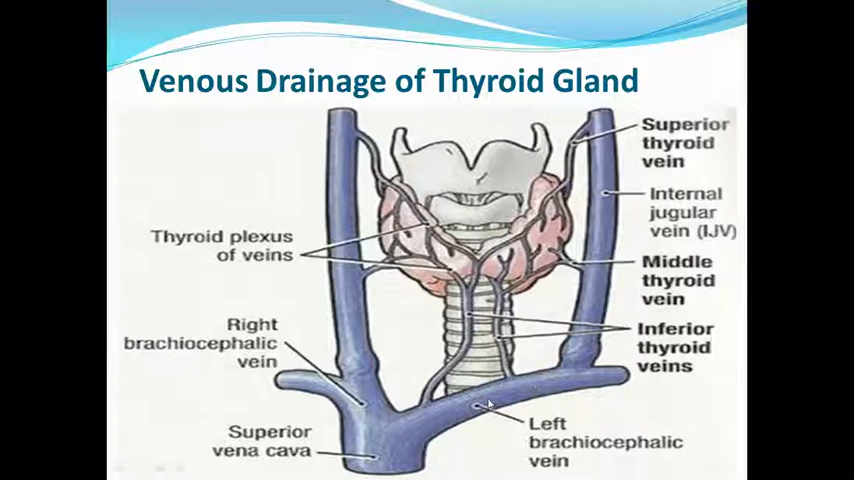 Venous Drainage of Thyroid Gland
Superior
thyroid
vein
Internal
jugular
vein (IJV)
Thyroid plexus
of veins
Middle
thyroid
vein
Right
brachiocephalic
vein
Inferior
thyroid
veins
Superior
vena cava
Left
brachiocephalic
vein